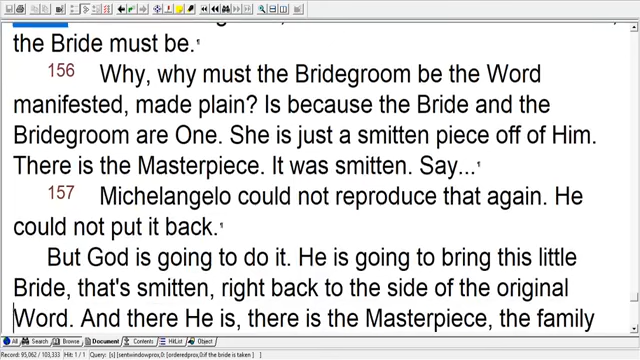 the Bride must be.
156 Why, why must the Bridegroom be the Word
manifested, made plain? Is because the Bride and the
Bridegroom are One. She is just a smitten piece off of Him.
There is the Masterpiece. It was smitten. Say...
157 Michelangelo could not reproduce that again. He
could not put it back.
But God is going to do it. He is going to bring this little
Bride, that's smitten, right back to the side of the original
Word. And there He is, there is the Masterpiece, the family
All Search Browse Document Contents HitList Object
Record: 95,062 / 103,333 Hit: 1 / 1 Query: [s] [sentwindowprox,0: [orderedprox,0:if the bride is taken ] ]